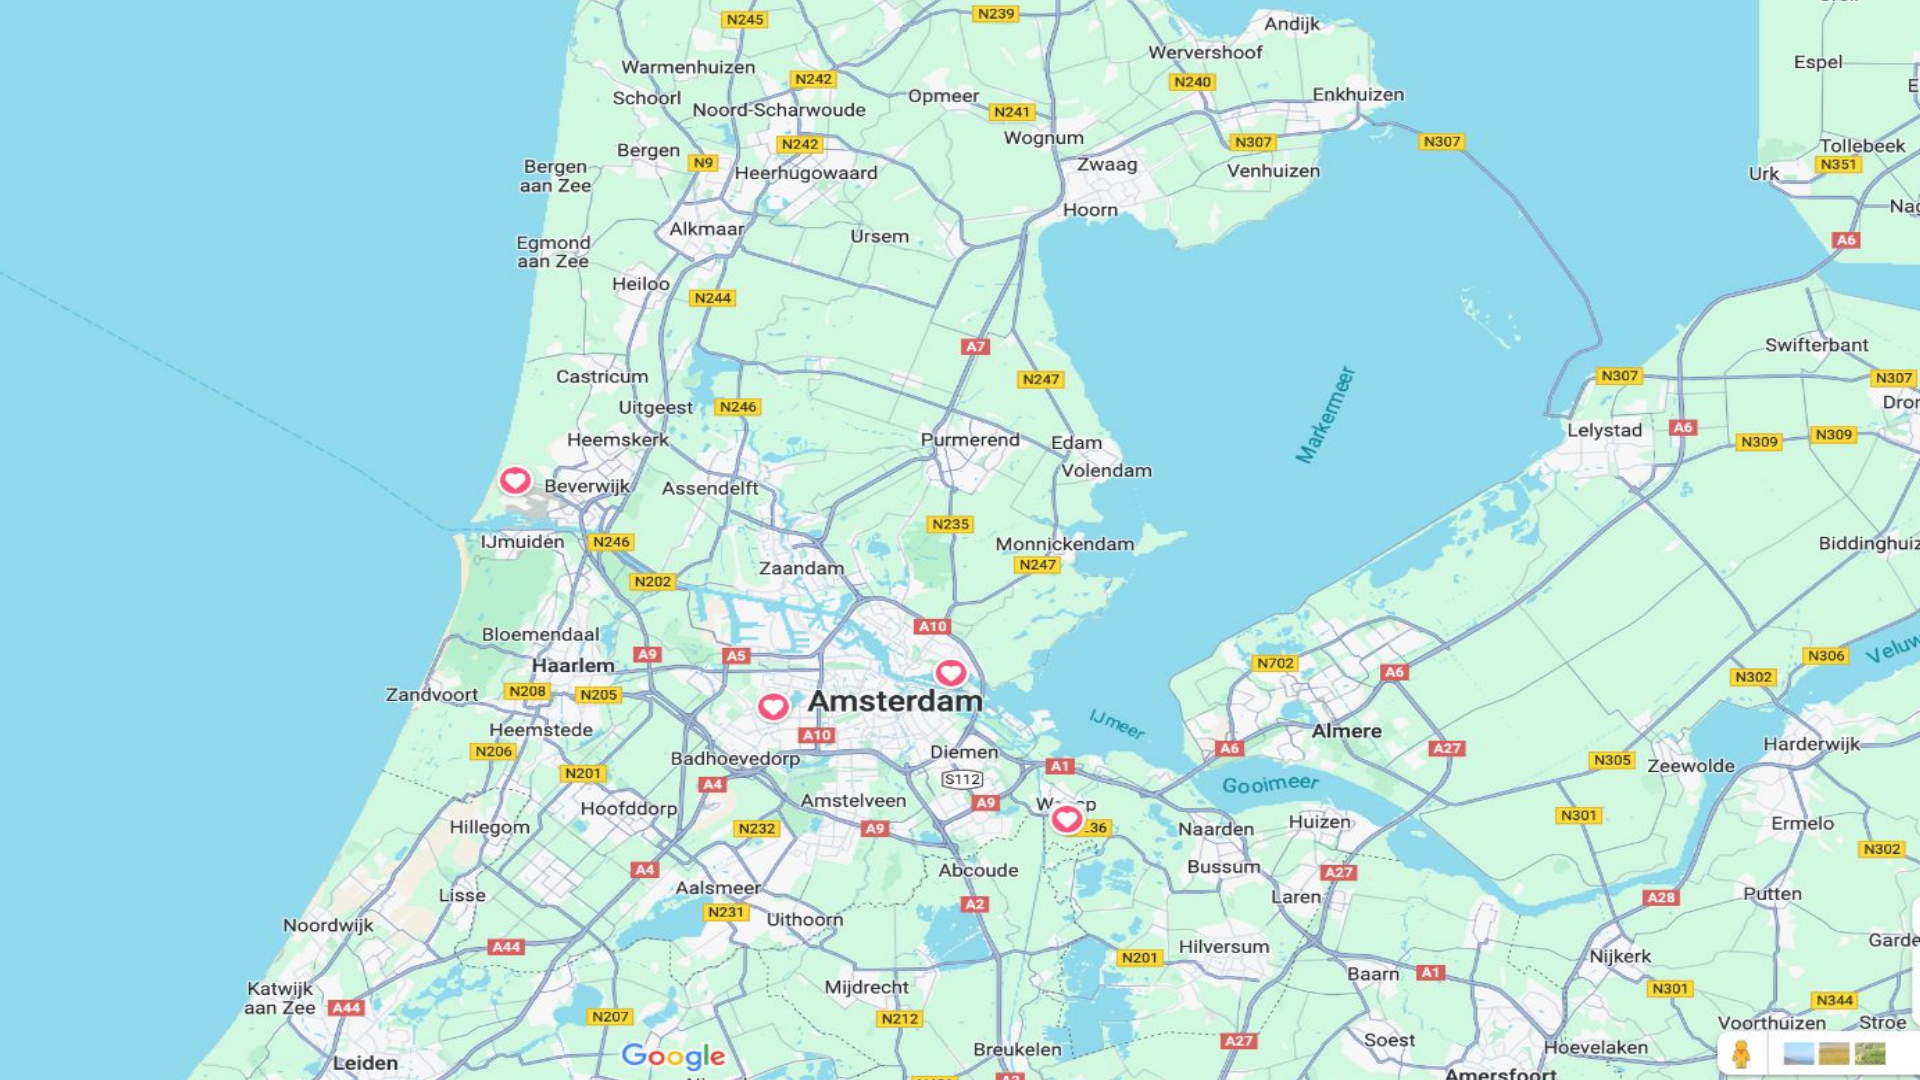 N245
N239
Andijk
Wervershoof
Espel
Warmenhuizen
N242
N240
Schoorl
Noord-Scharwoude
Opmeer
N241
Enkhuizen
Wognum
N242
N307
N307
Bergen
N9
Tollebeek
Bergen
aan Zee
Heerhugowaard
Zwaag
Venhuizen
Urk
N351
Hoorn
Alkmaar
Ursem
A6
Egmond
aan Zee
Heiloo
N244
A7
Swifterbant
Castricum
N247
N307
N307
Uitgeest
N246
Markermeer
Heemskerk
Purmerend
Edam
Lelystad
A6
N309
N309
Volendam
Beverwijk
Assendelft
N235
IJmuiden
N246
Monnickendam
N247
Zaandam
N202
A10
Bloemendaal
Haarlem
A9
A5
N702
A6
N306
N302
Zandvoort
N208
N205
Amsterdam
IJmeer
Heemstede
A10
Almere
N206
Badhoevedorp
Diemen
A6
A27
Harderwijk
N201
A4
S112
A1
Gooimeer
N305
Zeewolde
Hoofddorp
Amstelveen
A9
Hillegom
N232
A9
Naarden
Huizen
N301
Ermelo
A4
Abcoude
Bussum
A27
N302
Lisse
Aalsmeer
A2
Laren
A28
Putten
Noordwijk
N231
Uithoorn
A44
N201
Hilversum
Nijkerk
Katwijk
aan Zee
A44
Mijdrecht
Baarn
A1
N301
N344
N207
N212
Voorthuizen
Stroe
Leiden
Google
Breukelen
A27
Soest
Hoevelaken
Amersfoort